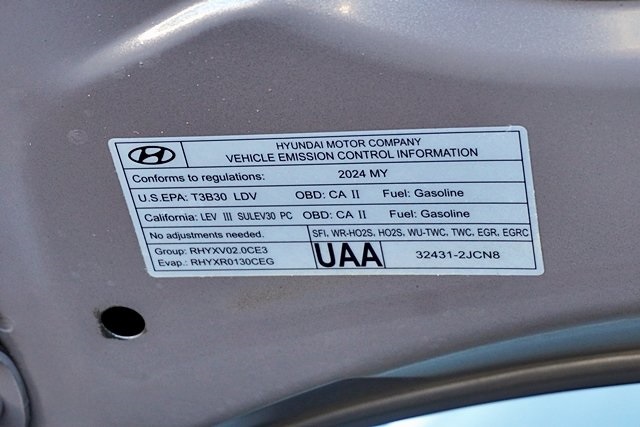 HYUNDAI MOTOR COMPANY
VEHICLE EMISSION CONTROL INFORMATION
Conforms to regulations: 2024 MY
U.S.EPA: T3B30 LDV OBD: CA II Fuel: Gasoline
California: LEV III SULEV30 PC OBD: CA II Fuel: Gasoline
No adjustments needed. SFI, WR-HO2S, HO2S, WU-TWC, TWC, EGR, EGRC
Group: RHYXV02.0CE3
Evap.: RHYXR0130CEG
UAA
32431-2JCN8